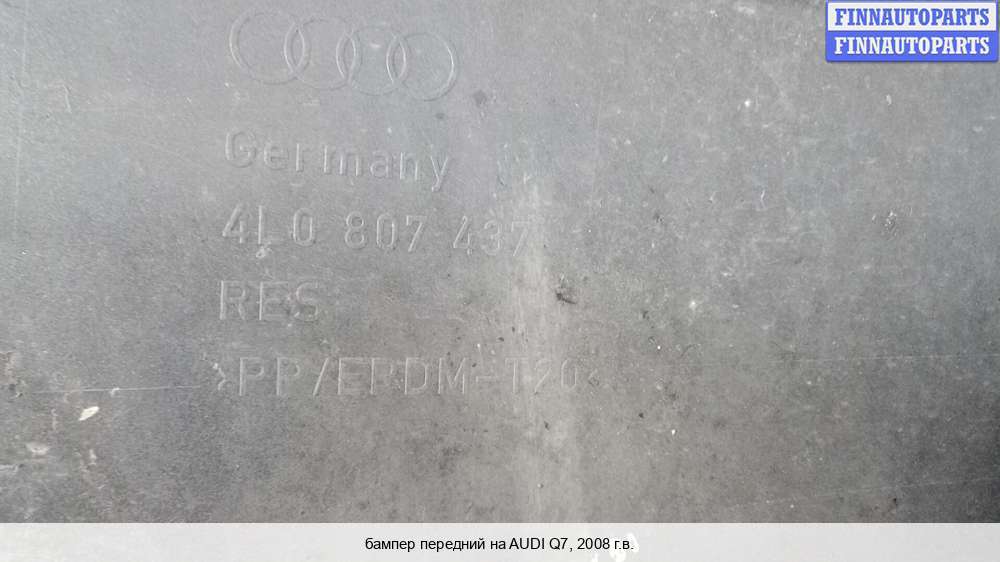 FINNAUTOPARTS
FINNAUTOPARTS
Germany
4L0 807 437
RES
>PP/EPDM-T20<
бампер передний на AUDI Q7, 2008 г.в.